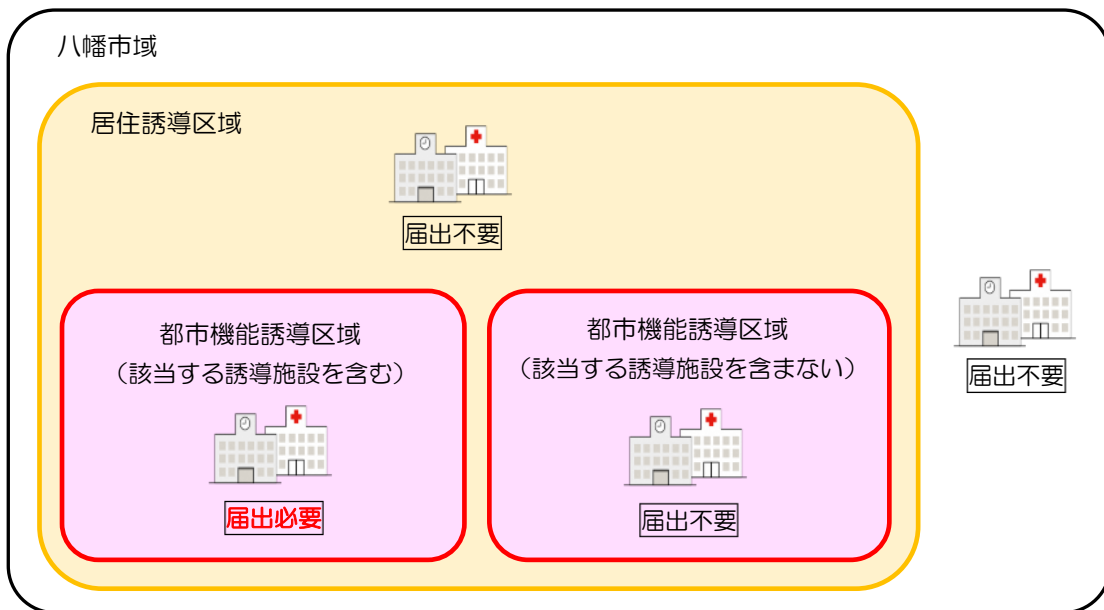 八幡市域
居住誘導区域
届出不要
都市機能誘導区域
（該当する誘導施設を含む）
届出必要
都市機能誘導区域
（該当する誘導施設を含まない）
届出不要
届出不要